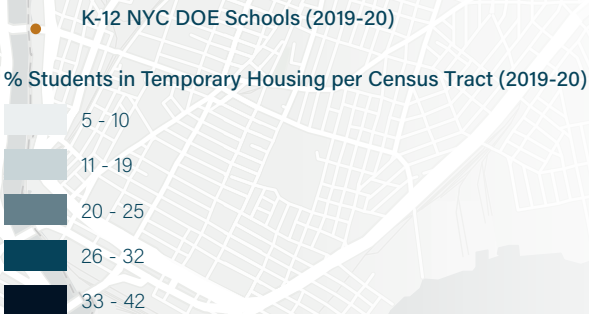 K-12 NYC DOE Schools (2019-20)
% Students in Temporary Housing per Census Tract (2019-20)
5 - 10
11 - 19
20 - 25
26 - 32
33 - 42